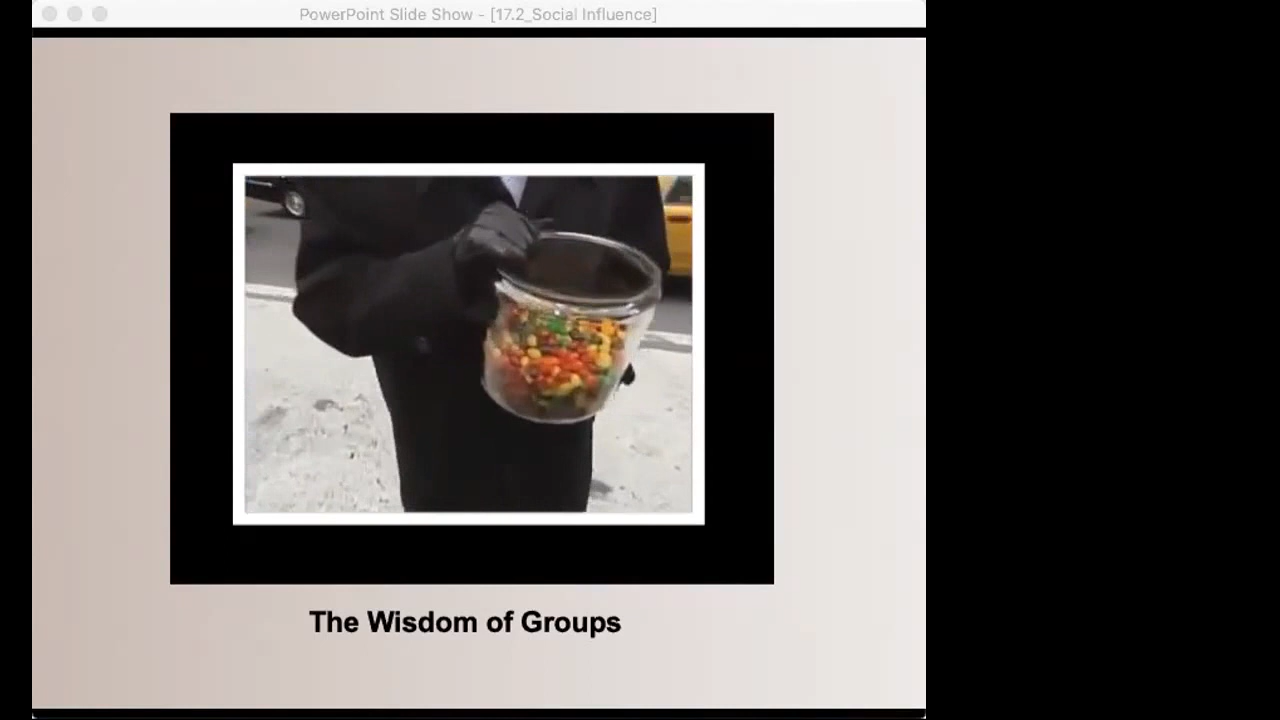 PowerPoint Slide Show - [17.2_Social Influence]
The Wisdom of Groups